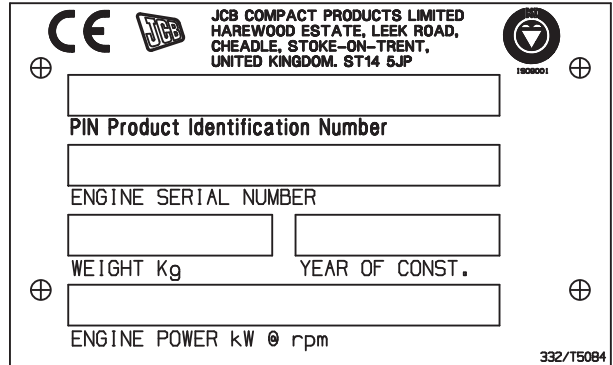 CE JCB JCB COMPACT PRODUCTS LIMITED
HAREWOOD ESTATE, LEEK ROAD,
CHEADLE, STOKE-ON-TRENT,
UNITED KINGDOM. ST14 5JP
ISO9001
PIN Product Identification Number
ENGINE SERIAL NUMBER
WEIGHT Kg YEAR OF CONST.
ENGINE POWER kW @ rpm
332/T5084